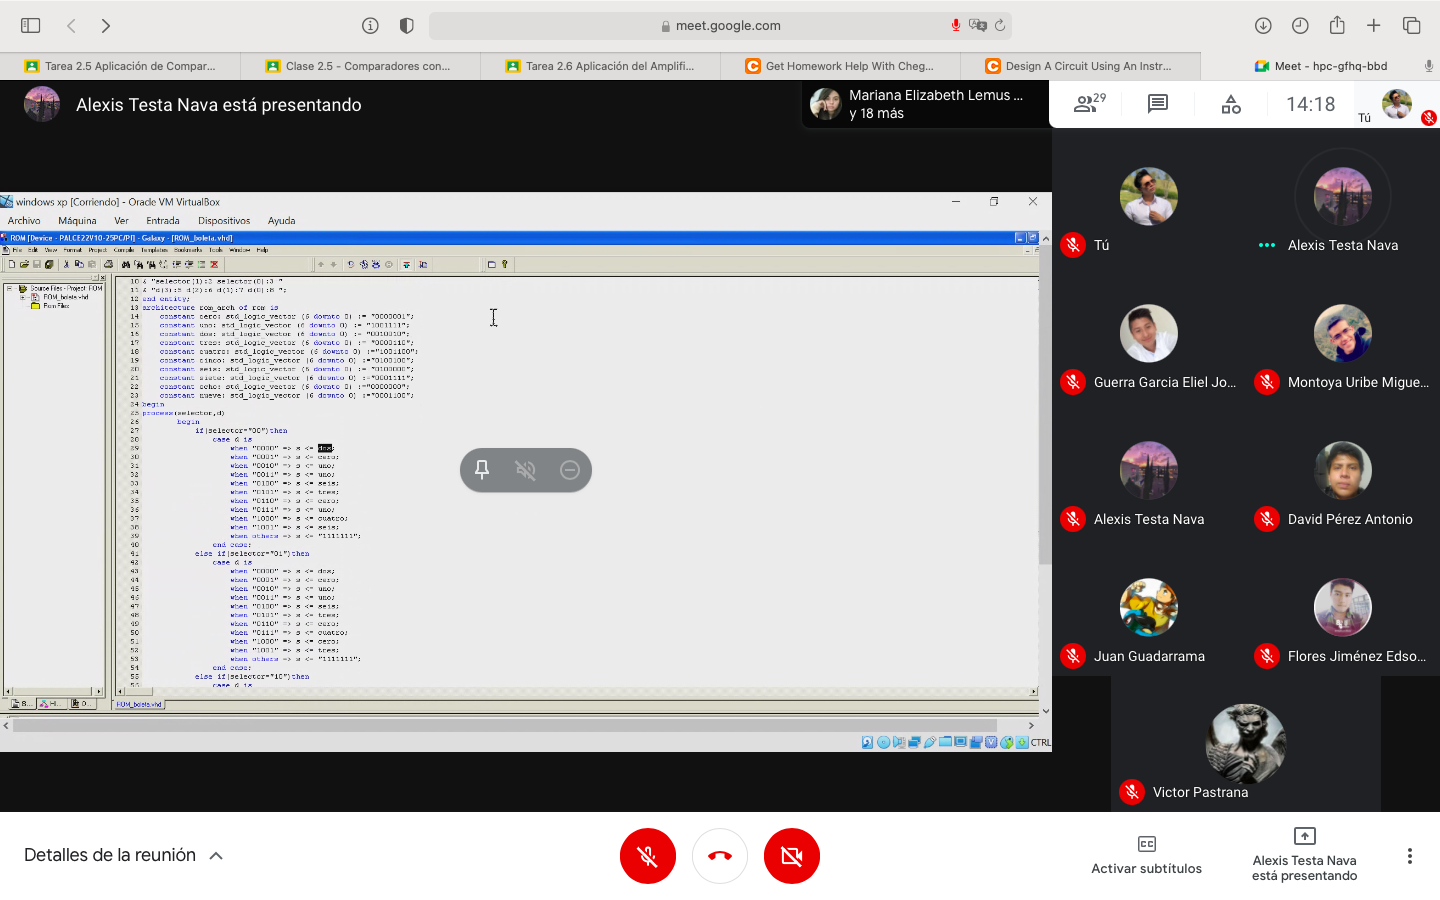 meet.google.com
Tarea 2.5 Aplicación de Compar...
Clase 2.5 - Comparadores con...
Tarea 2.6 Aplicación del Amplifi...
Get Homework Help With Cheg...
Design A Circuit Using An Instr...
Meet - hpc-gfhq-bbd
Alexis Testa Nava está presentando
Mariana Elizabeth Lemus ...
y 18 más
29
14:18
Tú
windows xp [Corriendo] - Oracle VM VirtualBox
Archivo Máquina Ver Entrada Dispositivos Ayuda
ROM [Device - PALCE22V10-25PC/PI] - Galaxy - [ROM_boleta.vhd]
File Edit View Format Project Compile Templates Bookmarks Tools Window Help
Source Files - Project: ROM
ROM_boleta.vhd
Rom Files
10 & "selector(1):2 selector(0):3 "
11 & "d(3):5 d(2):6 d(1):7 d(0):8 ";
12 end entity;
13 architecture rom_arch of rom is
14 constant cero: std_logic_vector (6 downto 0) := "0000001";
15 constant uno: std_logic_vector (6 downto 0) := "1001111";
16 constant dos: std_logic_vector (6 downto 0) := "0010010";
17 constant tres: std_logic_vector (6 downto 0) := "0000110";
18 constant cuatro: std_logic_vector (6 downto 0) :="1001100";
19 constant cinco: std_logic_vector (6 downto 0) :="0100100";
20 constant seis: std_logic_vector (6 downto 0) :="0100000";
21 constant siete: std_logic_vector (6 downto 0) :="0001111";
22 constant ocho: std_logic_vector (6 downto 0) :="0000000";
23 constant nueve: std_logic_vector (6 downto 0) :="0001100";
24 begin
25 process(selector,d)
26 begin
27 if(selector="00")then
28 case d is
29 when "0000" => s <= dos;
30 when "0001" => s <= cero;
31 when "0010" => s <= uno;
32 when "0011" => s <= uno;
33 when "0100" => s <= seis;
34 when "0101" => s <= tres;
35 when "0110" => s <= cero;
36 when "0111" => s <= uno;
37 when "1000" => s <= cuatro;
38 when "1001" => s <= seis;
39 when others => s <= "1111111";
40 end case;
41 else if(selector="01")then
42 case d is
43 when "0000" => s <= dos;
44 when "0001" => s <= cero;
45 when "0010" => s <= uno;
46 when "0011" => s <= uno;
47 when "0100" => s <= seis;
48 when "0101" => s <= tres;
49 when "0110" => s <= cero;
50 when "0111" => s <= cuatro;
51 when "1000" => s <= cero;
52 when "1001" => s <= tres;
53 when others => s <= "1111111";
54 end case;
55 else if(selector="10")then
case d is
ROM_boleta.vhd
CTRL
Tú
Alexis Testa Nava
Guerra Garcia Eliel Jo...
Montoya Uribe Migue...
Alexis Testa Nava
David Pérez Antonio
Juan Guadarrama
Flores Jiménez Edso...
Victor Pastrana
Detalles de la reunión
Activar subtítulos
Alexis Testa Nava
está presentando